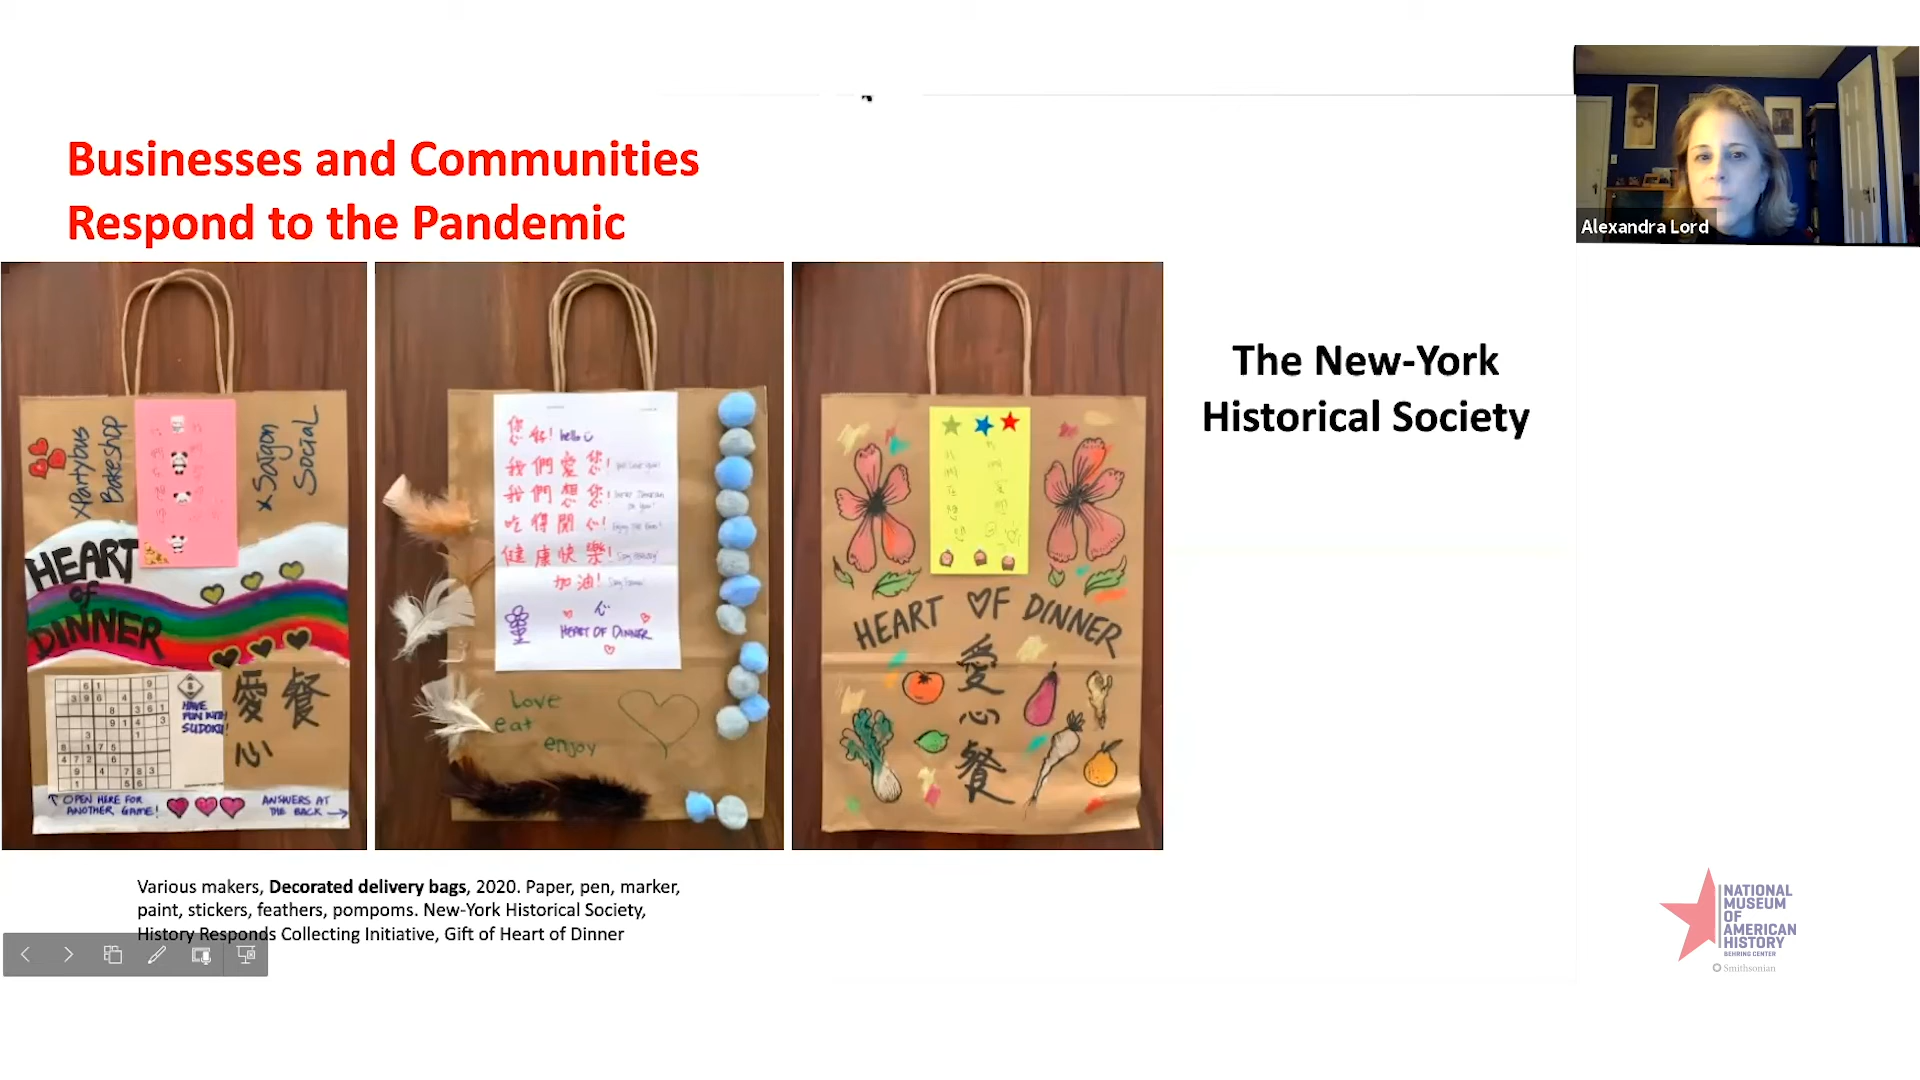 Businesses and Communities
Respond to the Pandemic
Alexandra Lord
The New-York
Historical Society
xPartybus
Bakeshop
xSaigon
Social
HEART
of
DINNER
愛 餐
心
HAVE
FUN WITH
SUDOKU!
OPEN HERE FOR
ANOTHER GAME!
ANSWERS AT
THE BACK
您好! hello
我們愛您!
我們想您!
吃得開心!
健康快樂!
加油!
心
HEART OF DINNER
Love
eat
enjoy
HEART OF DINNER
愛
心
餐
Various makers, Decorated delivery bags, 2020. Paper, pen, marker,
paint, stickers, feathers, pompoms. New-York Historical Society,
History Responds Collecting Initiative, Gift of Heart of Dinner
NATIONAL
MUSEUM
OF
AMERICAN
HISTORY
BEHRING CENTER
Smithsonian